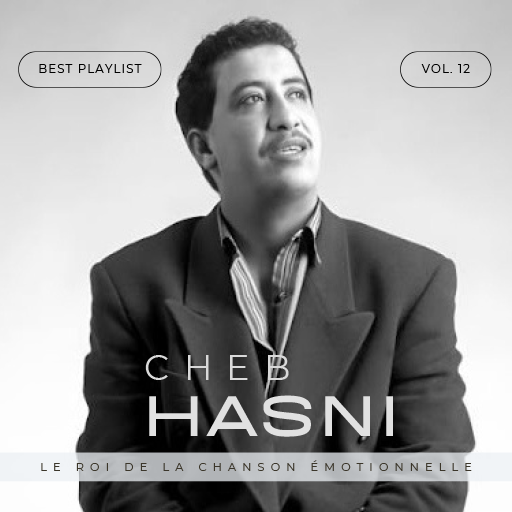 BEST PLAYLIST
VOL. 12
CHEB
HASNI
LE ROI DE LA CHANSON ÉMOTIONNELLE